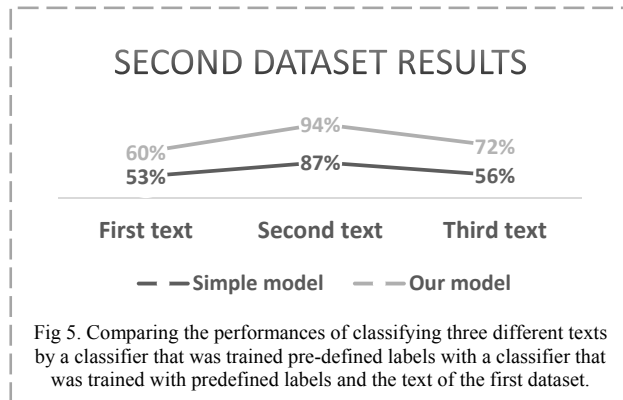 SECOND DATASET RESULTS
94%
60%
72%
87%
53%
56%
First text Second text Third text
Simple model Our model
Fig 5. Comparing the performances of classifying three different texts
by a classifier that was trained pre-defined labels with a classifier that
was trained with predefined labels and the text of the first dataset.